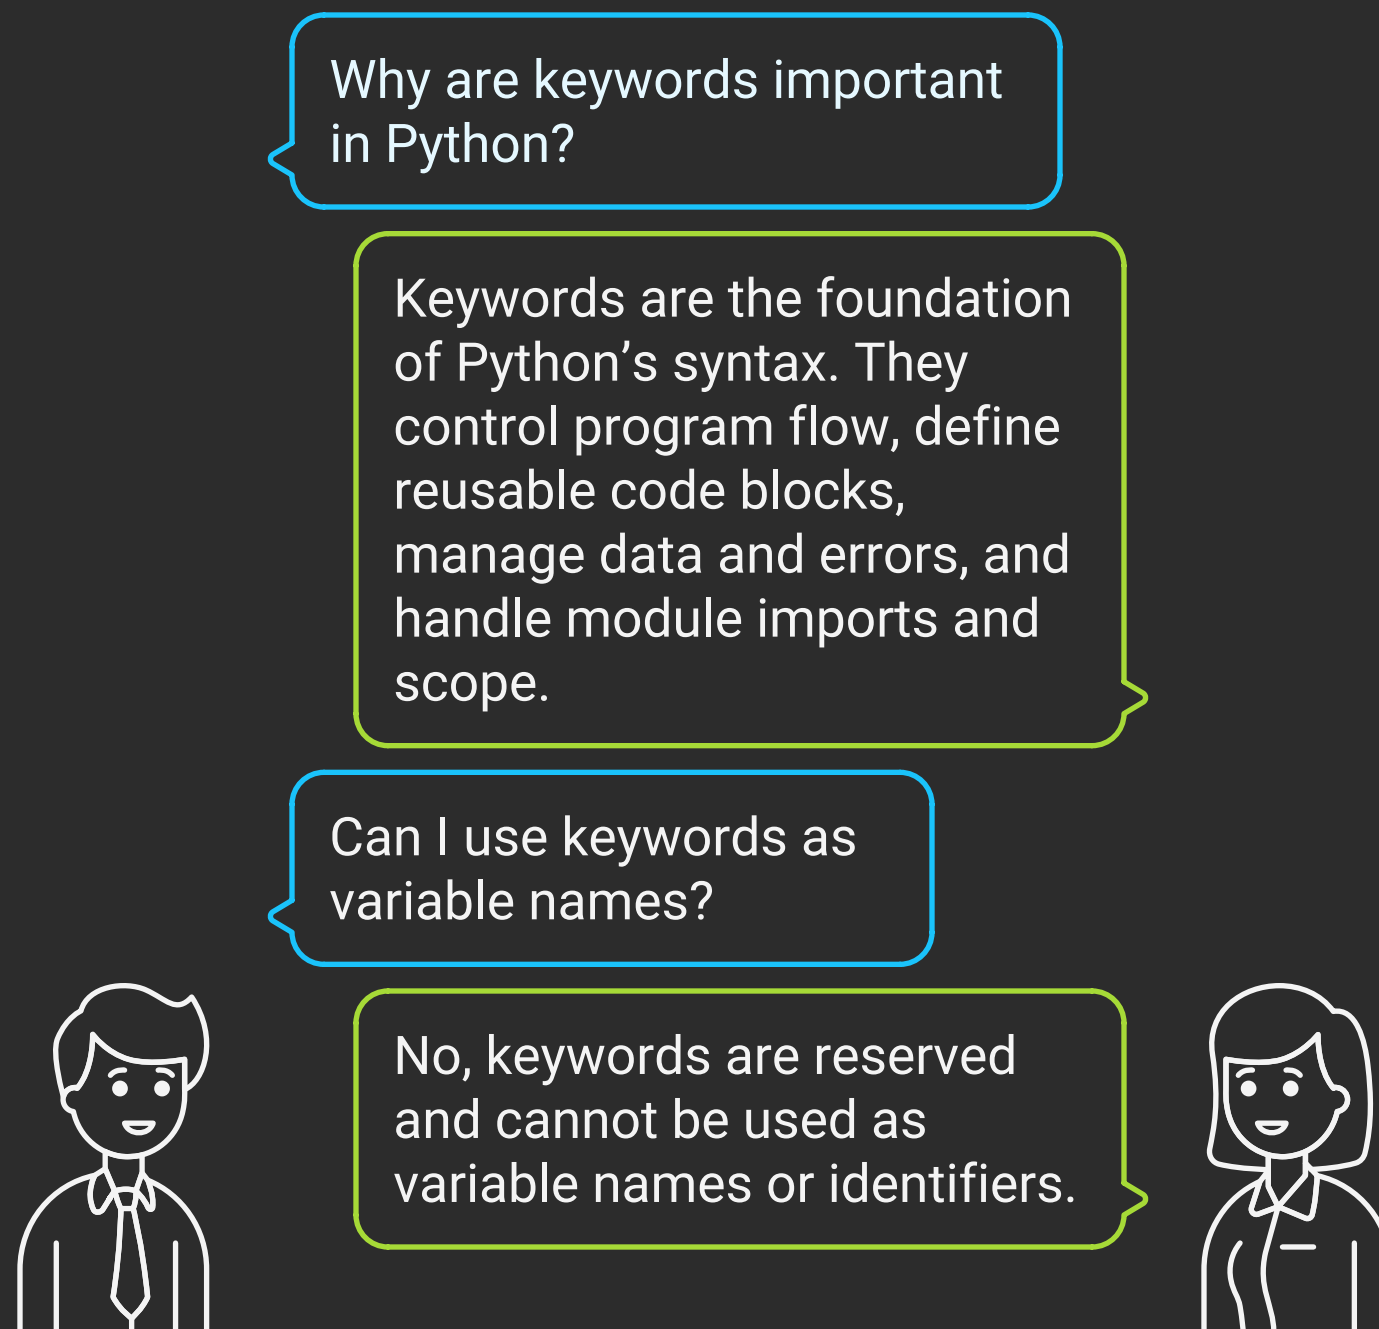 Why are keywords important
in Python?
Keywords are the foundation
of Python’s syntax. They
control program flow, define
reusable code blocks,
manage data and errors, and
handle module imports and
scope.
Can I use keywords as
variable names?
No, keywords are reserved
and cannot be used as
variable names or identifiers.